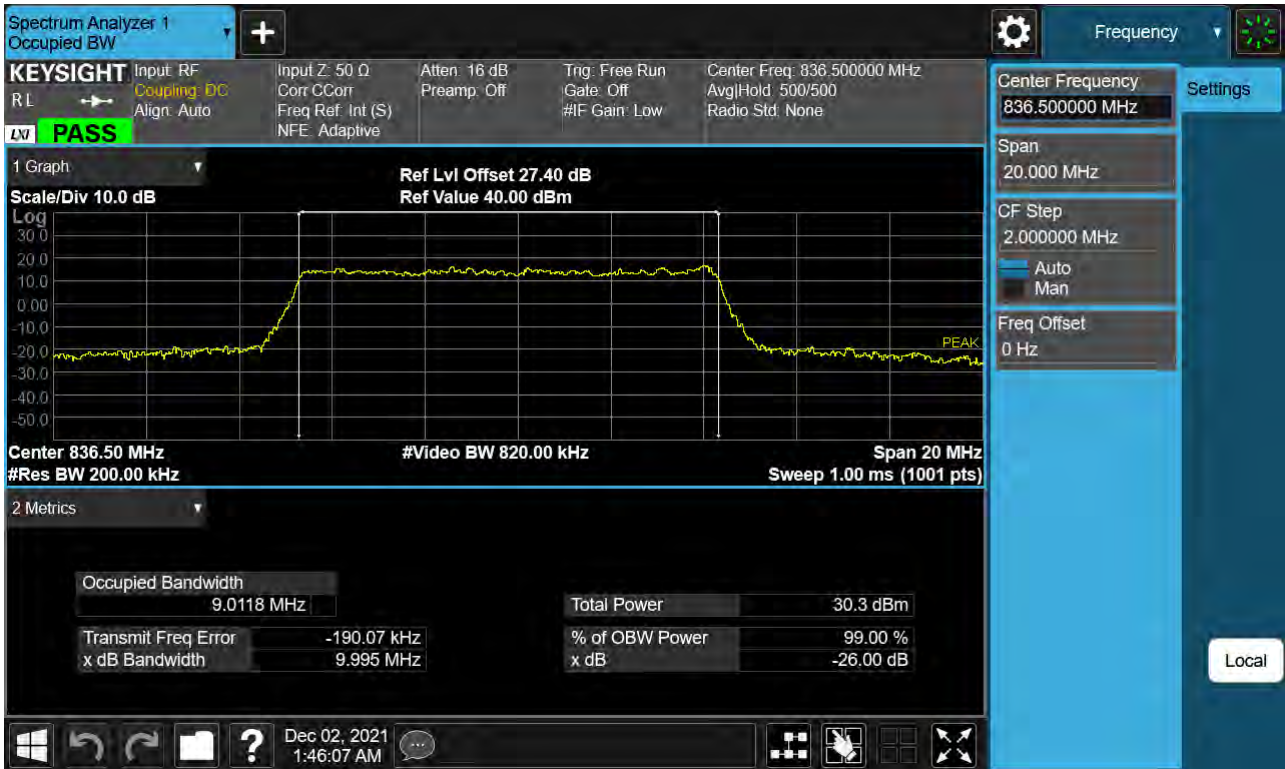 Spectrum Analyzer 1
Occupied BW
+
Frequency
KEYSIGHT
R L
LXI
PASS
Input: RF
Coupling: DC
Align: Auto
Input Z: 50 Ω
Corr CCorr
Freq Ref: Int (S)
NFE: Adaptive
Atten: 16 dB
Preamp: Off
Trig: Free Run
Gate: Off
#IF Gain: Low
Center Freq: 836.500000 MHz
Avg|Hold: 500/500
Radio Std: None
Center Frequency
836.500000 MHz
Settings
Span
20.000 MHz
CF Step
2.000000 MHz
Auto
Man
Freq Offset
0 Hz
1 Graph
Scale/Div 10.0 dB
Ref Lvl Offset 27.40 dB
Ref Value 40.00 dBm
Log
30.0
20.0
10.0
0.00
-10.0
-20.0
-30.0
-40.0
-50.0
PEAK
Center 836.50 MHz
#Video BW 820.00 kHz
Span 20 MHz
#Res BW 200.00 kHz
Sweep 1.00 ms (1001 pts)
2 Metrics
Occupied Bandwidth
9.0118 MHz
Total Power 30.3 dBm
Transmit Freq Error -190.07 kHz
% of OBW Power 99.00 %
x dB Bandwidth 9.995 MHz
x dB -26.00 dB
Local
?
Dec 02, 2021
1:46:07 AM